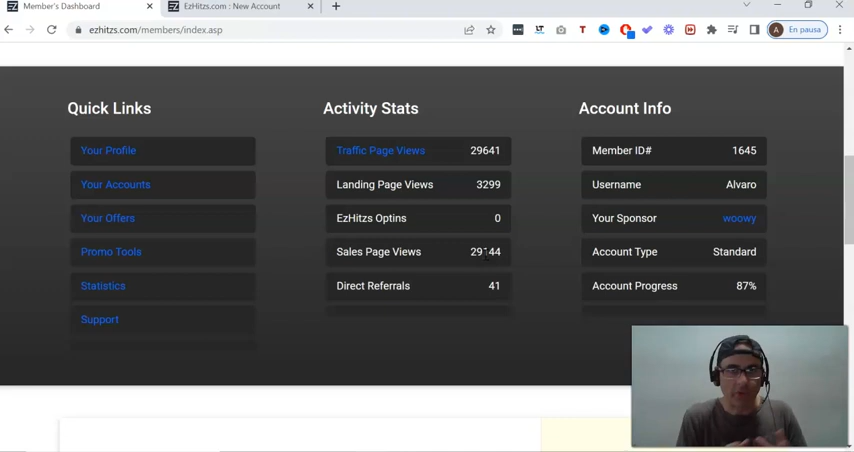 Member's Dashboard
EzHitzs.com : New Account
ezhitzs.com/members/index.asp
LT
T
A En pausa
Quick Links
Your Profile
Your Accounts
Your Offers
Promo Tools
Statistics
Support
Activity Stats
Traffic Page Views 29641
Landing Page Views 3299
EzHitzs Optins 0
Sales Page Views 29144
Direct Referrals 41
Account Info
Member ID# 1645
Username Alvaro
Your Sponsor woowy
Account Type Standard
Account Progress 87%